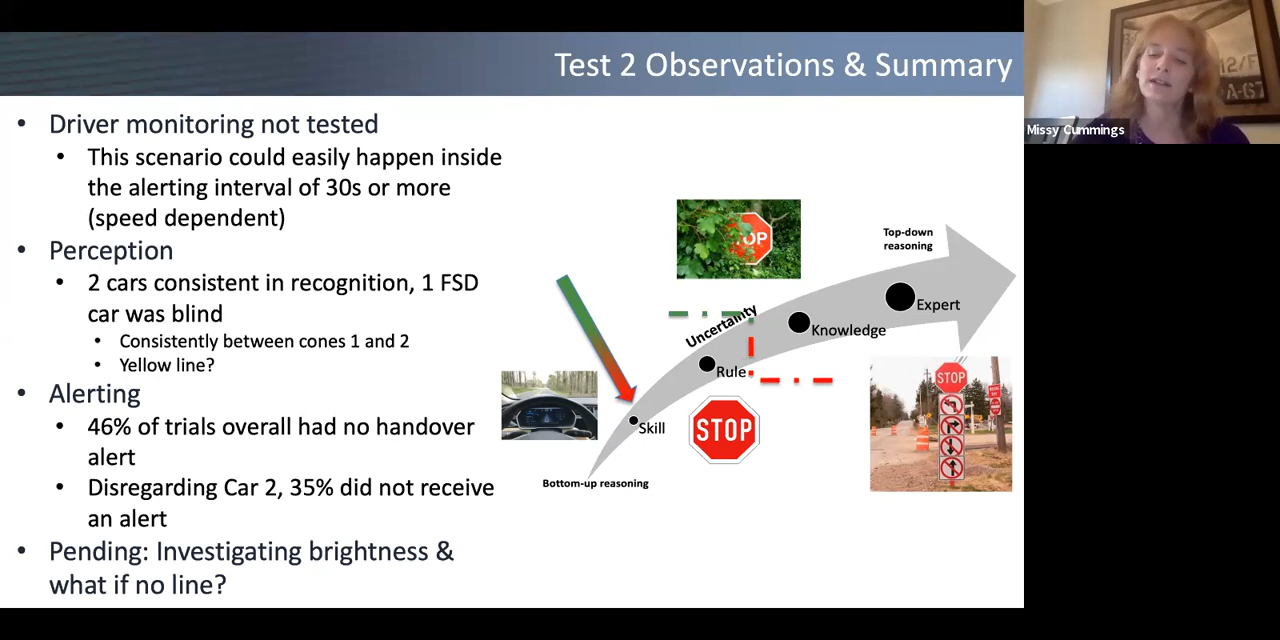 Test 2 Observations & Summary
• Driver monitoring not tested
• This scenario could easily happen inside
the alerting interval of 30s or more
(speed dependent)
• Perception
• 2 cars consistent in recognition, 1 FSD
car was blind
• Consistently between cones 1 and 2
• Yellow line?
• Alerting
• 46% of trials overall had no handover
alert
• Disregarding Car 2, 35% did not receive
an alert
• Pending: Investigating brightness &
what if no line?
TOP
Top-down
reasoning
Uncertainty
Expert
Knowledge
Rule
Skill
STOP
STOP
Bottom-up reasoning
12/F
A-67
Missy Cummings